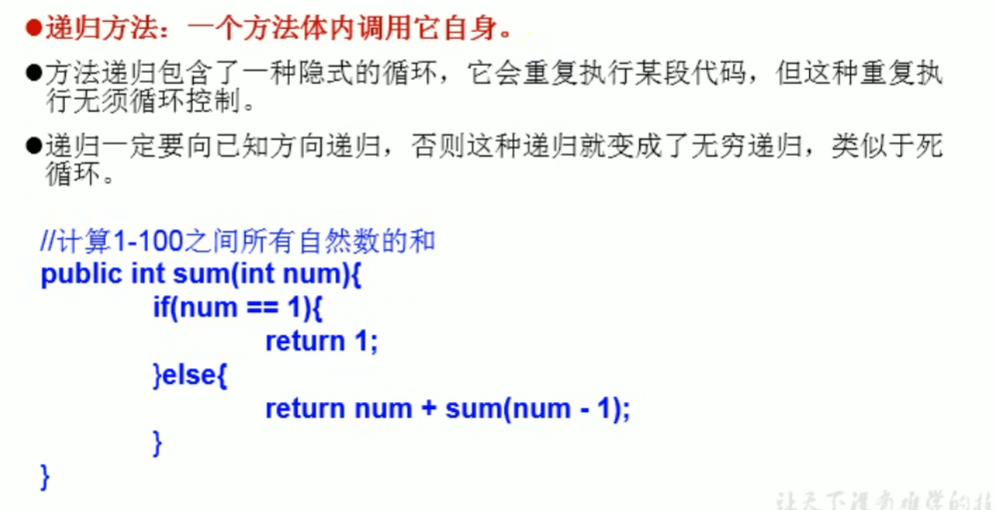 ●递归方法：一个方法体内调用它自身。
●方法递归包含了一种隐式的循环，它会重复执行某段代码，但这种重复执
行无须循环控制。
●递归一定要向已知方向递归，否则这种递归就变成了无穷递归，类似于死
循环。
//计算1-100之间所有自然数的和
public int sum(int num){
if(num == 1){
return 1;
}else{
return num + sum(num - 1);
}
}
让天下没有难学的技